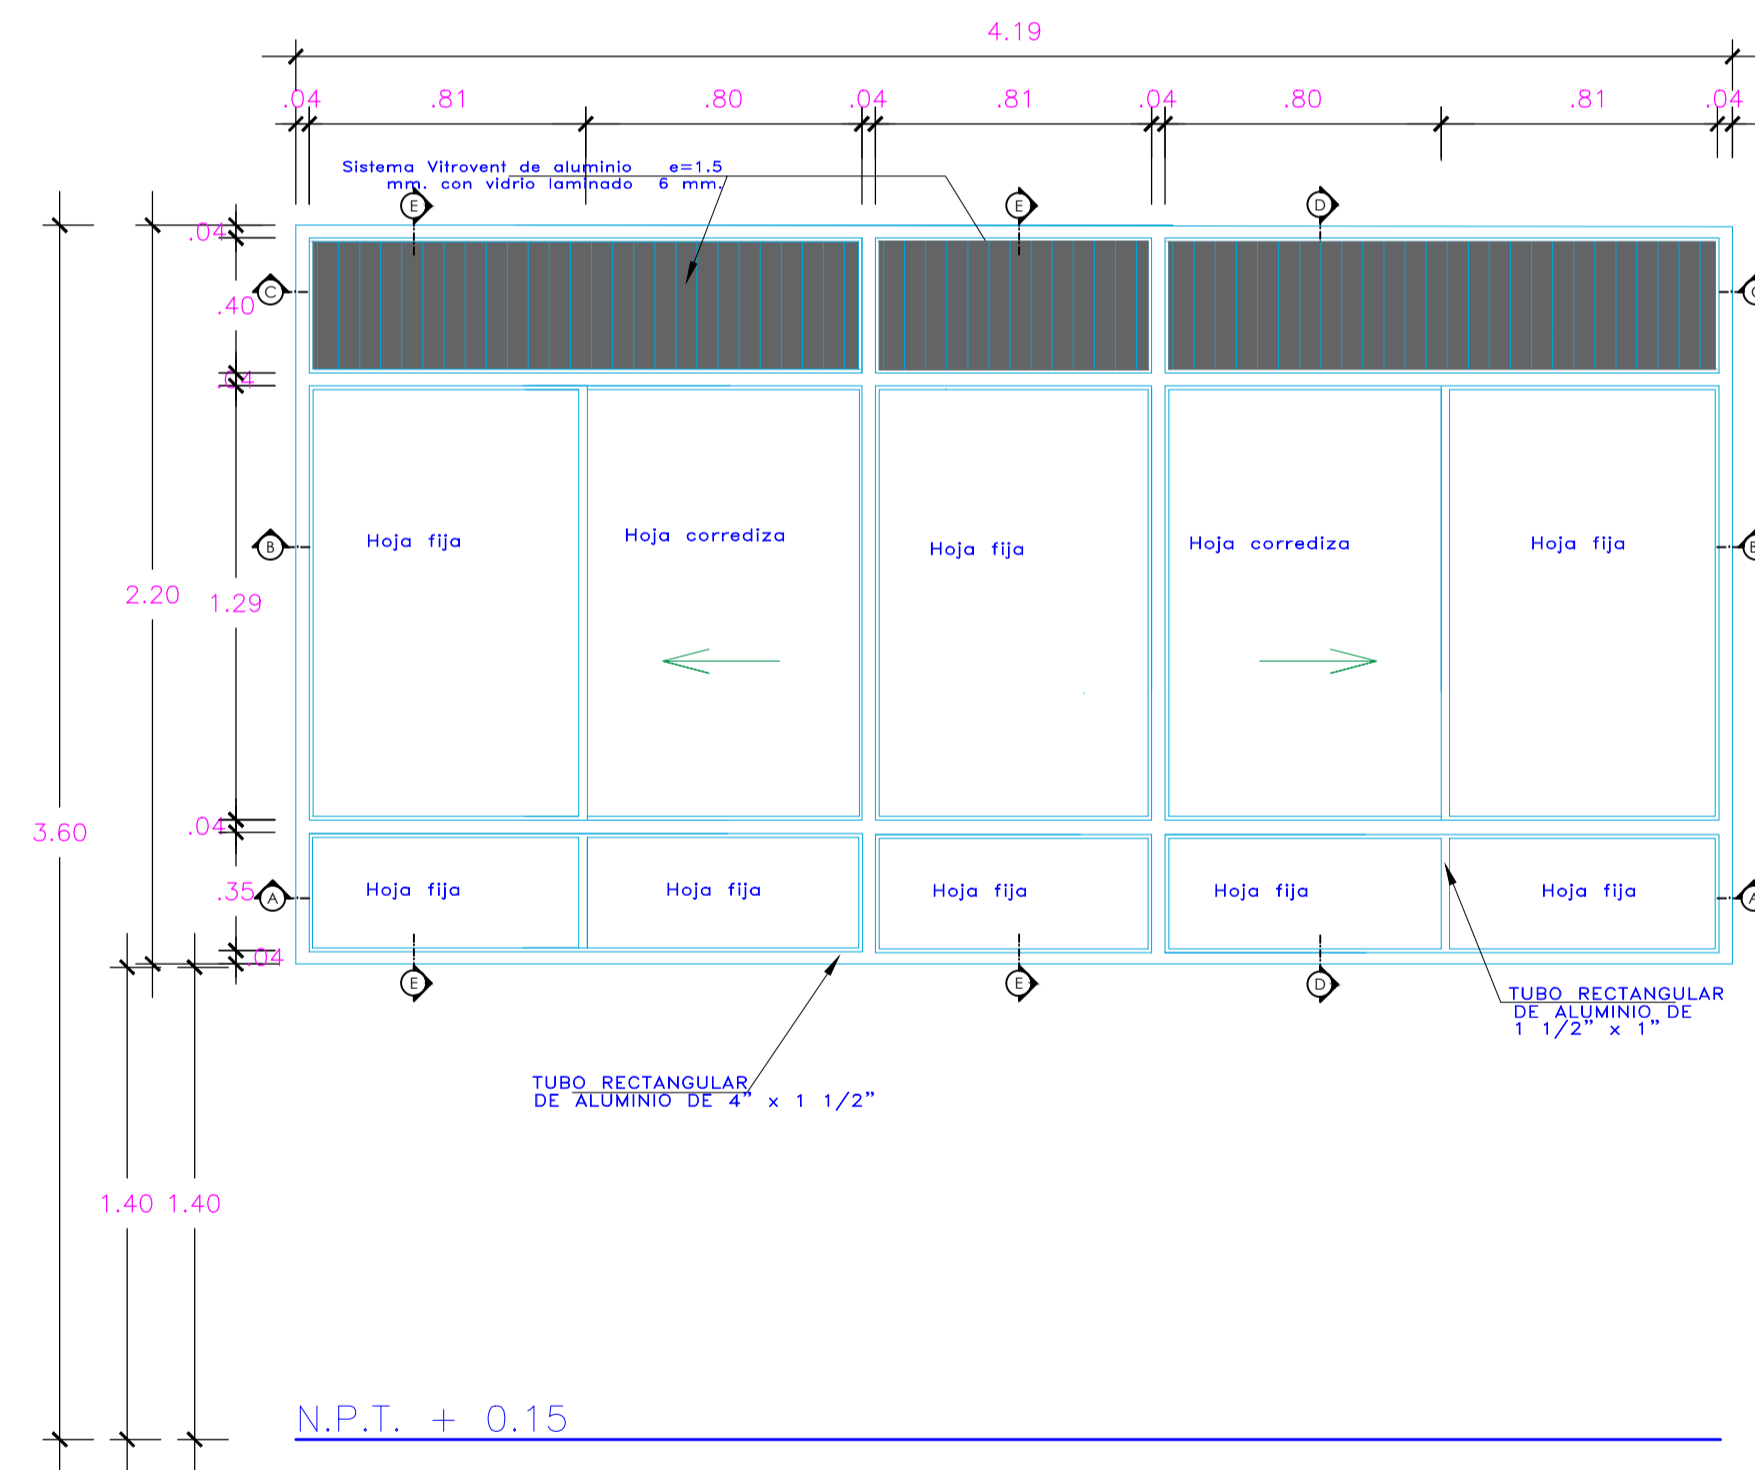 4.19
.04 .81 .80 .04 .81 .04 .80 .81 .04
Sistema Vitrovent de aluminio e=1.5
mm. con vidrio laminado 6 mm.
E E D
.04
C
.40
.04
Hoja fija Hoja corrediza Hoja fija Hoja corrediza Hoja fija
B
2.20 1.29
3.60
.04
.35
A A
Hoja fija Hoja fija Hoja fija Hoja fija Hoja fija
.04
E E D
TUBO RECTANGULAR
DE ALUMINIO DE
1 1/2" x 1"
TUBO RECTANGULAR
DE ALUMINIO DE 4" x 1 1/2"
1.40 1.40
N.P.T. + 0.15